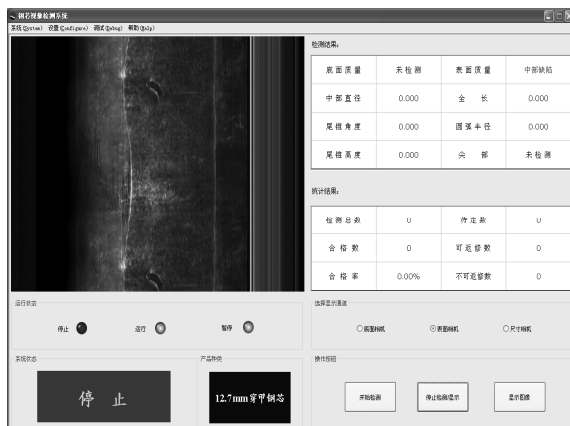 钢芯视像检测系统
系统(System) 设置(Configure) 调试(Debug) 帮助(Help)
检测结果:
底面质量 未检测 表面质量 中部缺陷
中部直径 0.000 全长 0.000
尾锥角度 0.000 圆弧半径 0.000
尾锥高度 0.000 尖部 未检测
统计结果:
检测总数 0 待定数 0
合格数 0 可返修数 0
合格率 0.00% 不可返修数 0
运行状态
停止 运行 暂停
选择显示通道
底面相机 表面相机 尺寸相机
系统状态
停止
产品种类
12.7mm穿甲钢芯
操作按钮
开始检测 停止检测/显示 显示图像